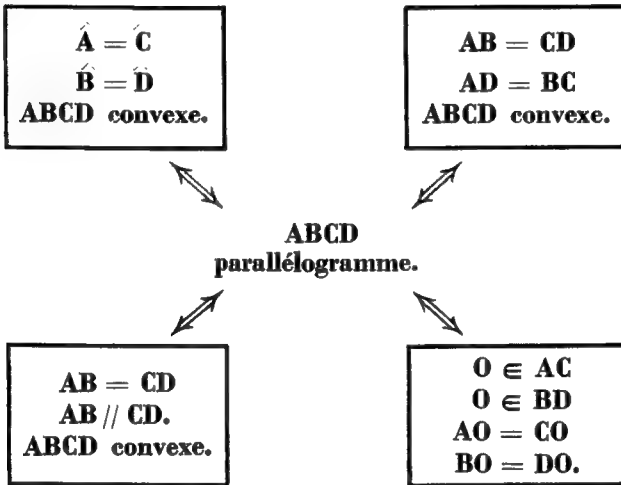 Â = Ĉ
B̂ = D̂
ABCD convexe.
AB = CD
AD = BC
ABCD convexe.
ABCD
parallélogramme.
AB = CD
AB // CD.
ABCD convexe.
O ∈ AC
O ∈ BD
AO = CO
BO = DO.